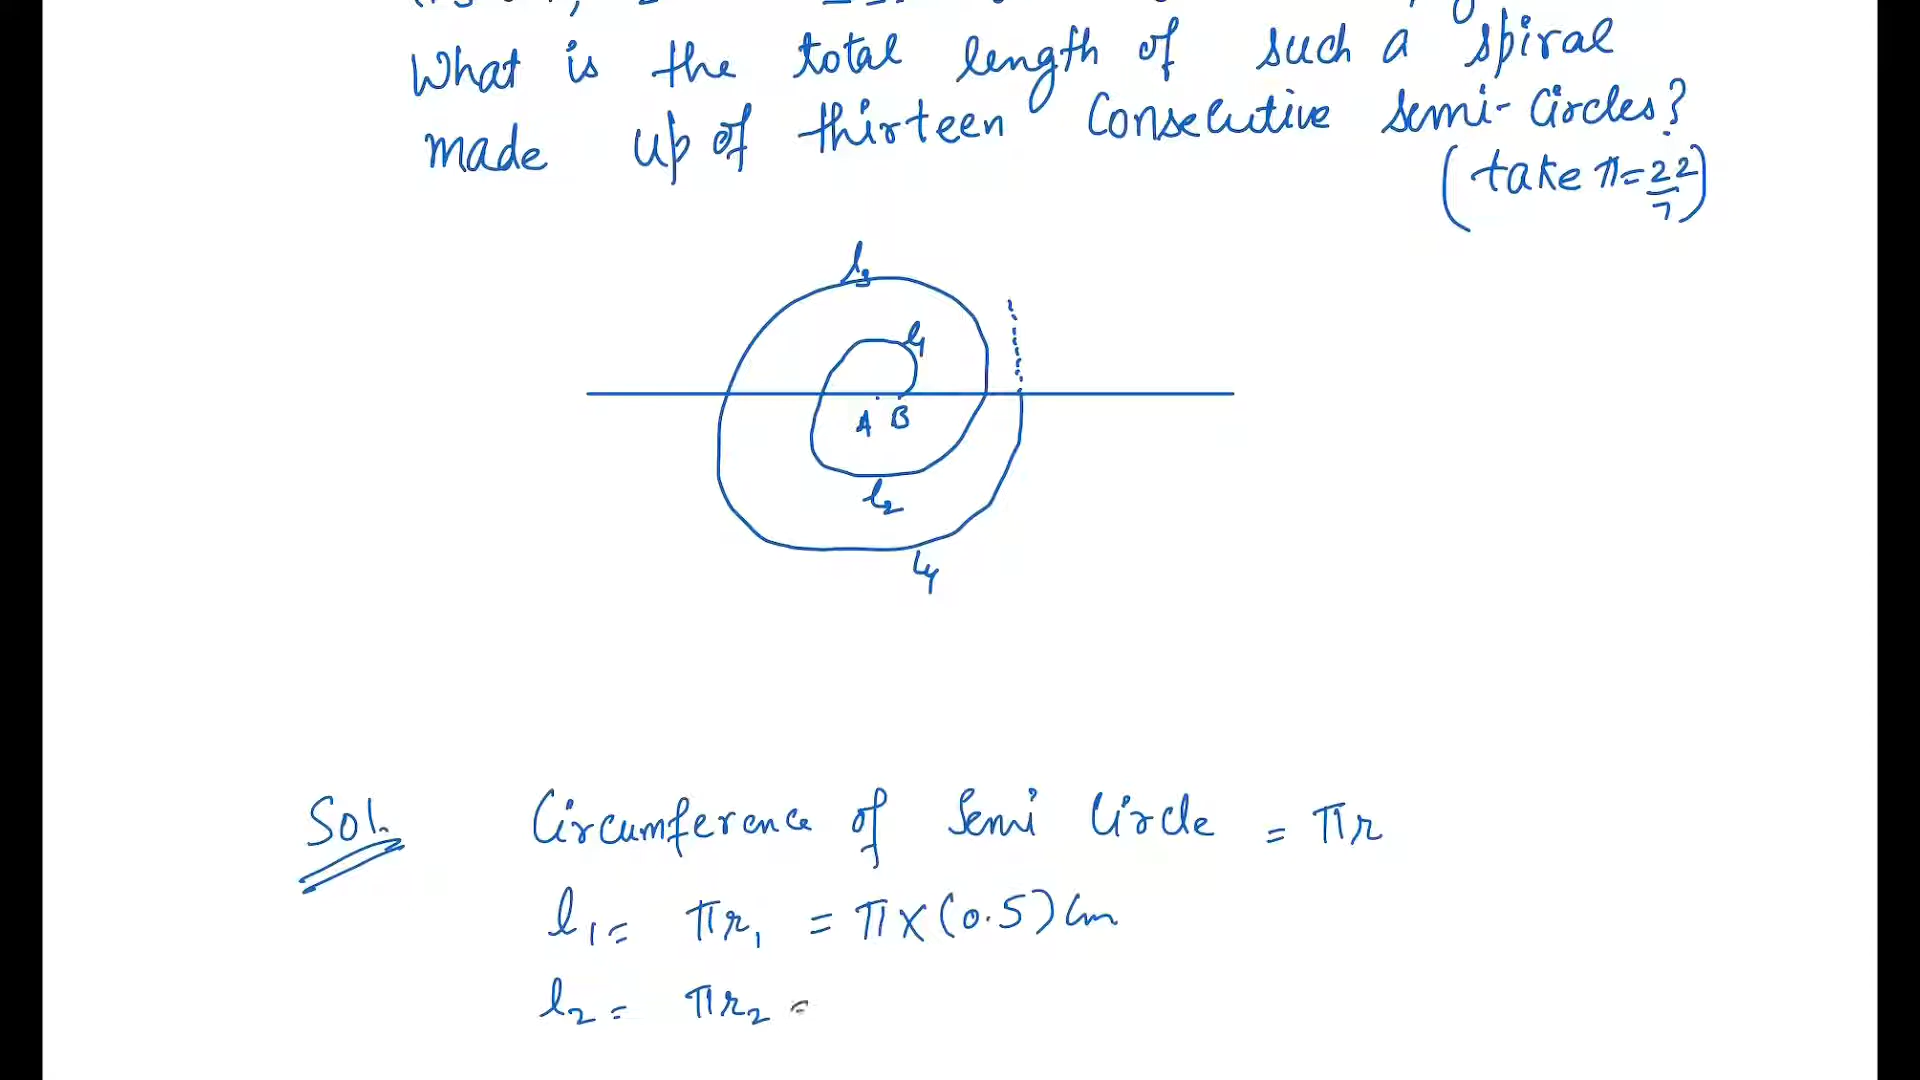 What is the total length of such a spiral
made up of thirteen Consecutive semi-Circles?
(take π=22/7)
l3
l1
A B
l2
l4
Sol. Circumference of Semi Circle = πr
l1= πr1 = π×(0.5)cm
l2= πr2 =